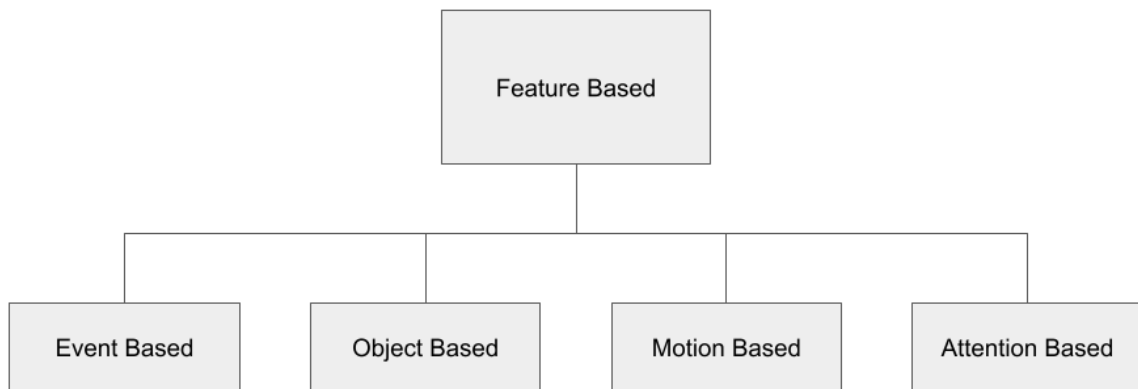 Feature Based
Event Based
Object Based
Motion Based
Attention Based